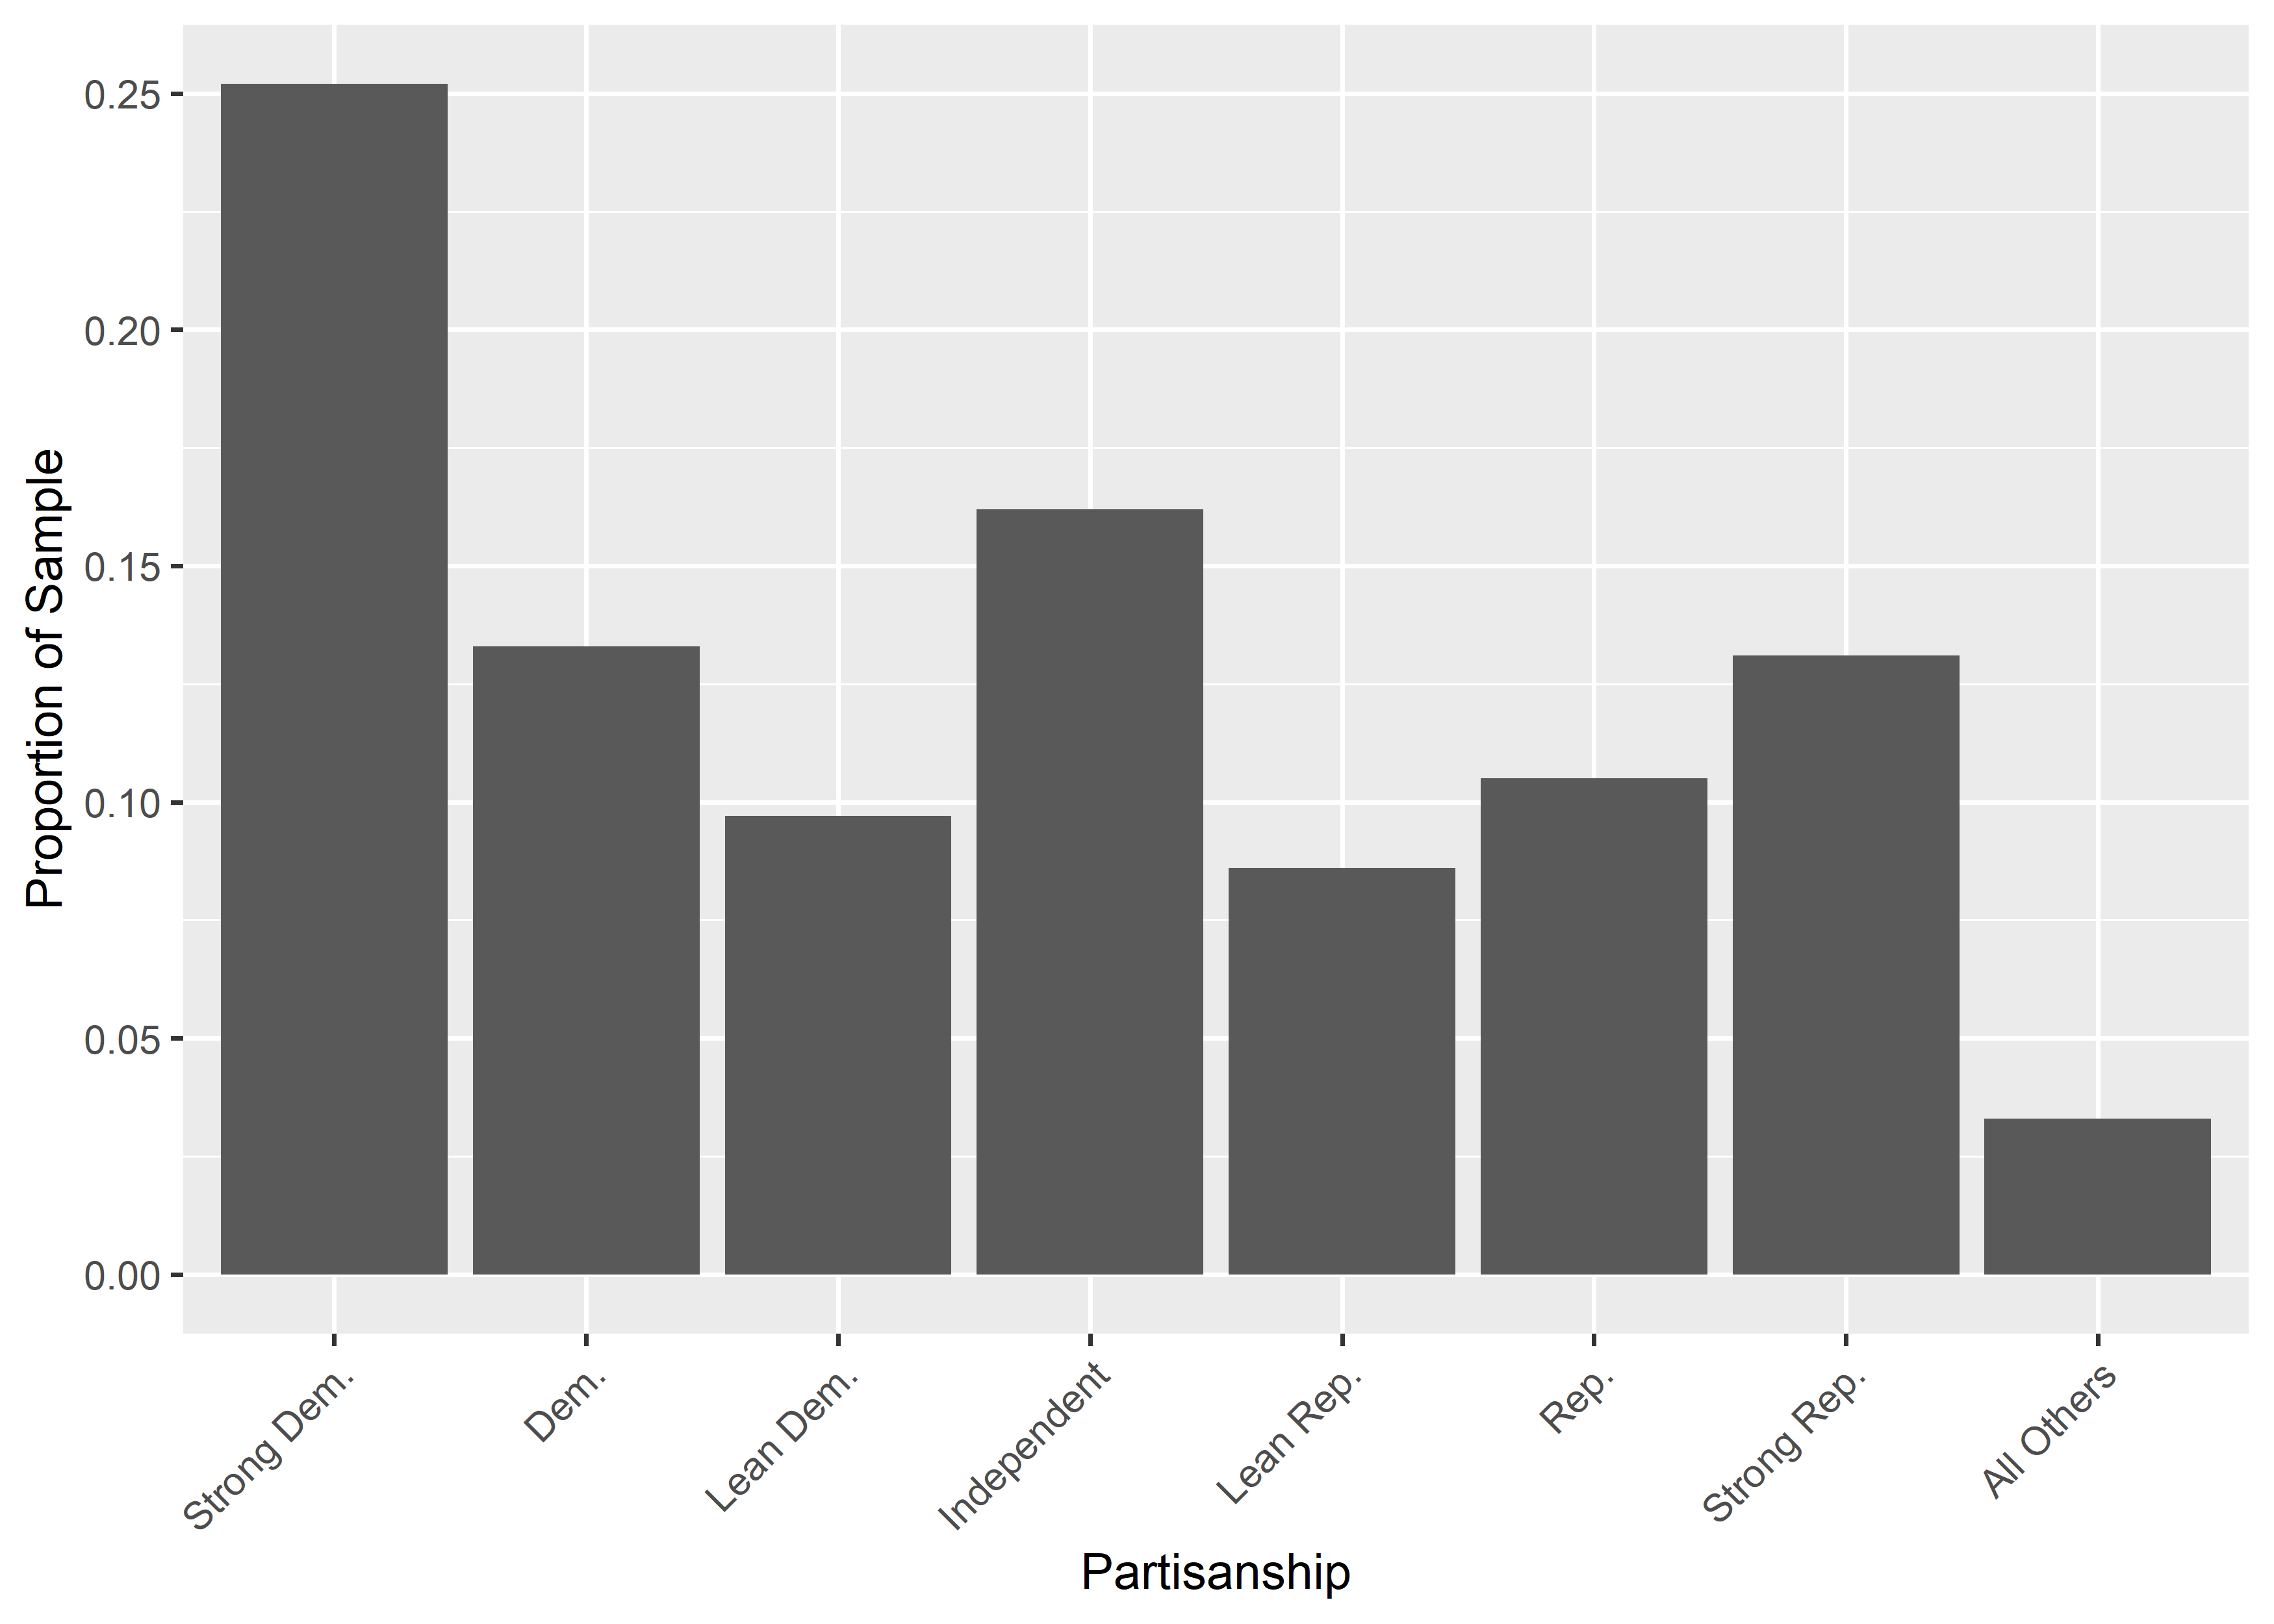 0.25
0.20
0.15
0.10
0.05
0.00
Proportion of Sample
Strong Dem.
Dem.
Lean Dem.
Independent
Lean Rep.
Rep.
Strong Rep.
All Others
Partisanship